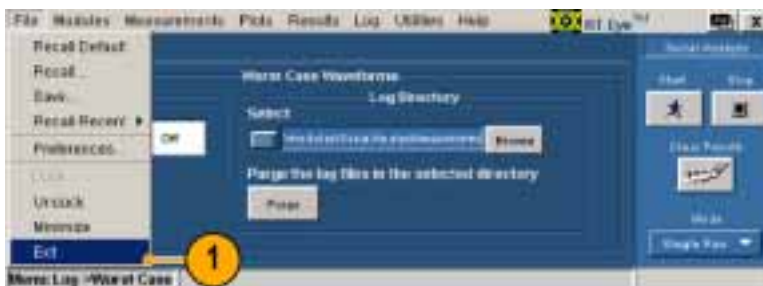 File Modules Measurements Plots Results Log Utilities Help RT Eye
Recall Default
Recall...
Save...
Recall Recent
Preferences
Undock
Minimize
Exit
Off
Worst Case Waveforms
Log Directory
Select
Browse
Purge the log files in the selected directory
Purge
Serial Analysis
Start Stop
Clear Results
Mode
Single Run
1
Menu: Log->Worst Case